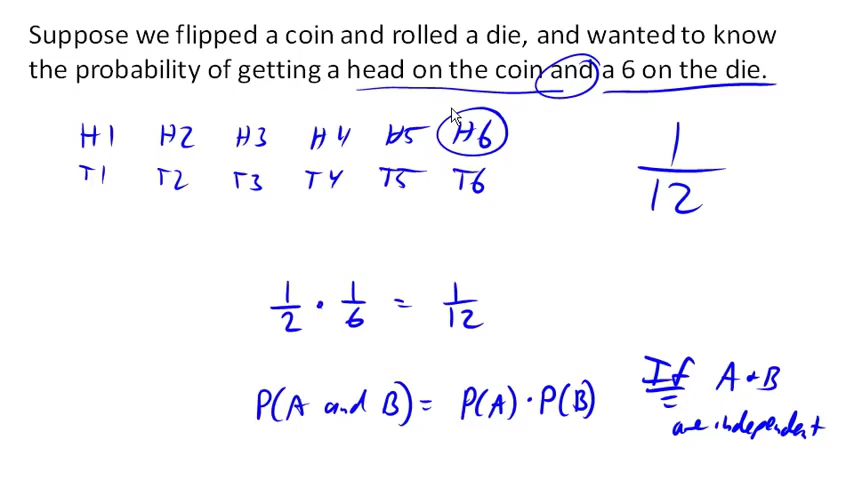 Suppose we flipped a coin and rolled a die, and wanted to know
the probability of getting a head on the coin and a 6 on the die.
H1 H2 H3 H4 H5 H6
T1 T2 T3 T4 T5 T6
1/12
1/2 · 1/6 = 1/12
P(A and B) = P(A) · P(B)
If A + B
are independent